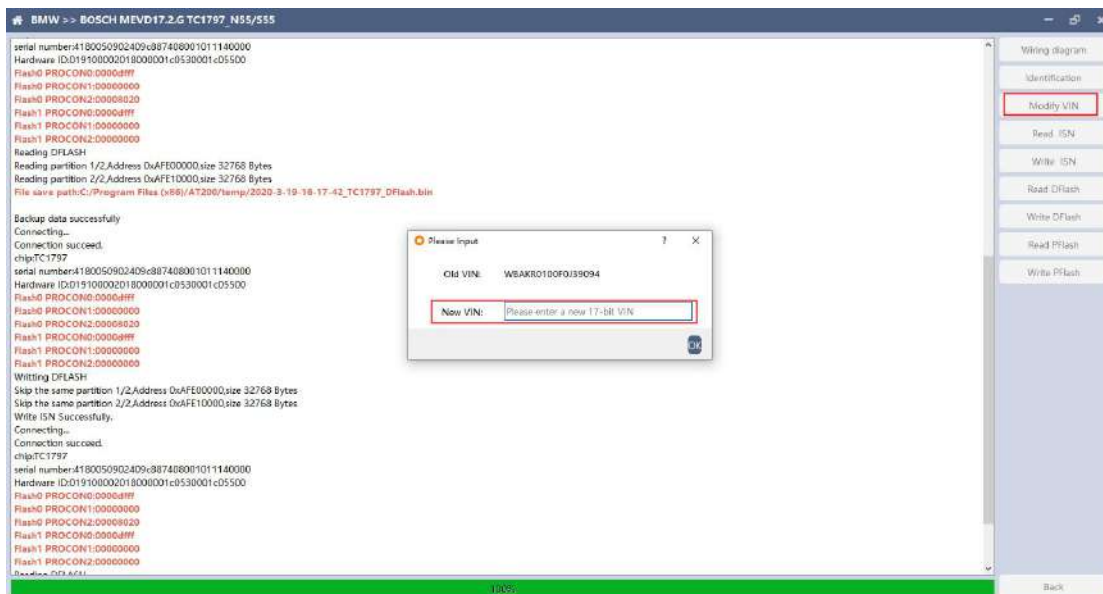 BMW >> BOSCH MEVD17.2.G TC1797_N55/S55
serial number:4180050902409c887408001011140000
Hardware ID:019100002018000001c0530001c05500
Flash0 PROCON0:0000dfff
Flash0 PROCON1:00000000
Flash0 PROCON2:00008020
Flash1 PROCON0:0000dfff
Flash1 PROCON1:00000000
Flash1 PROCON2:00000000
Reading DFLASH
Reading partition 1/2,Address 0xAFE00000,size 32768 Bytes
Reading partition 2/2,Address 0xAFE10000,size 32768 Bytes
File save path:C:/Program Files (x86)/AT200/temp/2020-3-19-16-17-42_TC1797_DFlash.bin
Backup data successfully
Connecting...
Connection succeed.
chip:TC1797
serial number:4180050902409c887408001011140000
Hardware ID:019100002018000001c0530001c05500
Flash0 PROCON0:0000dfff
Flash0 PROCON1:00000000
Flash0 PROCON2:00008020
Flash1 PROCON0:0000dfff
Flash1 PROCON1:00000000
Flash1 PROCON2:00000000
Writting DFLASH
Skip the same partition 1/2,Address 0xAFE00000,size 32768 Bytes
Skip the same partition 2/2,Address 0xAFE10000,size 32768 Bytes
Write ISN Successfully.
Connecting...
Connection succeed.
chip:TC1797
serial number:4180050902409c887408001011140000
Hardware ID:019100002018000001c0530001c05500
Flash0 PROCON0:0000dfff
Flash0 PROCON1:00000000
Flash0 PROCON2:00008020
Flash1 PROCON0:0000dfff
Flash1 PROCON1:00000000
Flash1 PROCON2:00000000
Reading DFLASH
100%
Please Input
Old VIN: WBAKR0100F0J39094
New VIN: Please enter a new 17-bit VIN
OK
Wiring diagram
Identification
Modify VIN
Read ISN
Write ISN
Read DFlash
Write DFlash
Read PFlash
Write PFlash
Back